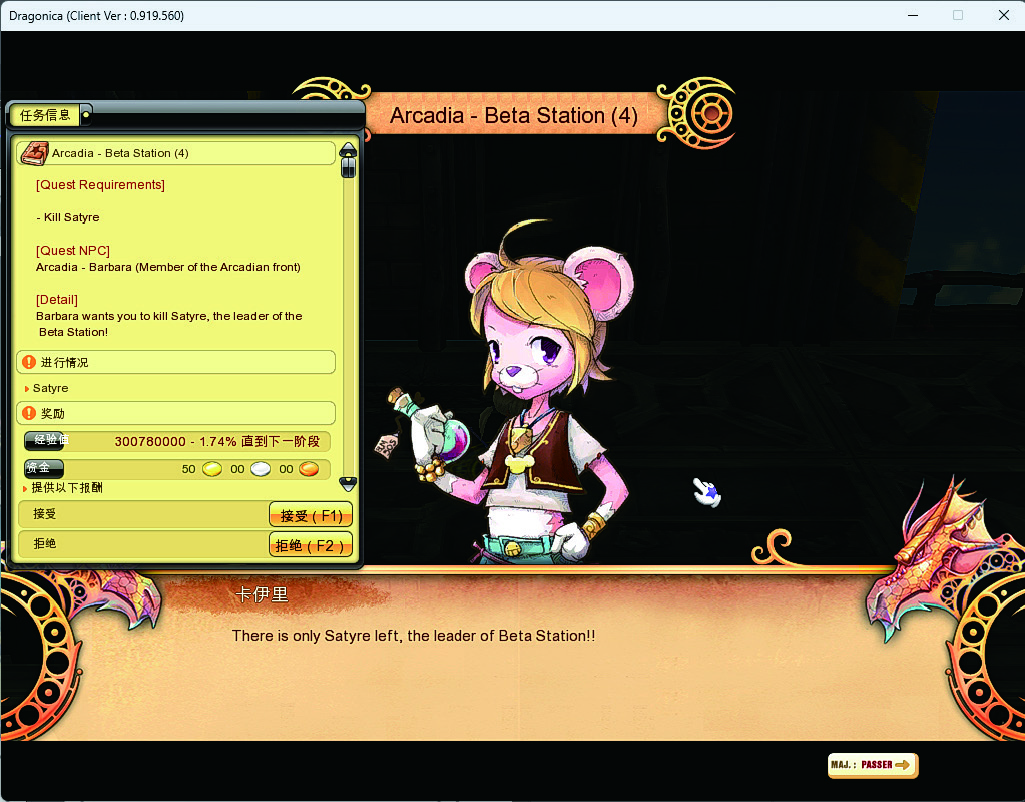 Dragonica (Client Ver : 0.919.560)
Arcadia - Beta Station (4)
任务信息
Arcadia - Beta Station (4)
[Quest Requirements]
- Kill Satyre
[Quest NPC]
Arcadia - Barbara (Member of the Arcadian front)
[Detail]
Barbara wants you to kill Satyre, the leader of the
Beta Station!
进行情况
Satyre
奖励
经验值 300780000 - 1.74% 直到下一阶段
资金 50 00 00
提供以下报酬
接受 接受 ( F1)
拒绝 拒绝 ( F2 )
卡伊里
There is only Satyre left, the leader of Beta Station!!
MAJ. : PASSER